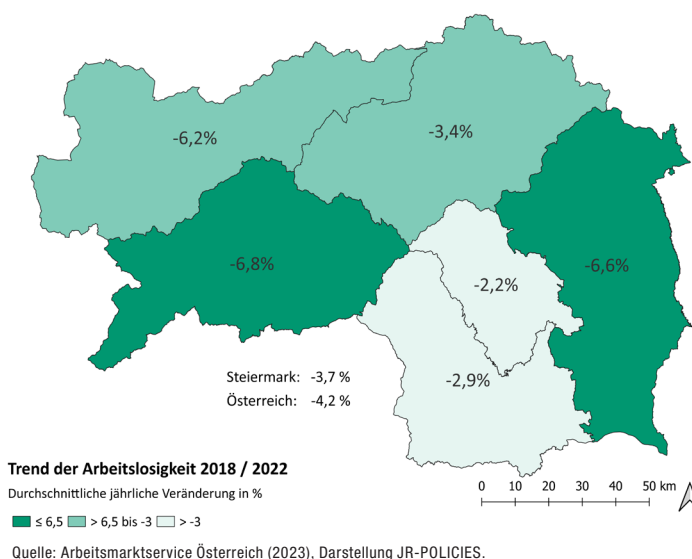 -6,2%
-3,4%
-6,8%
-6,6%
-2,2%
-2,9%
Steiermark: -3,7 %
Österreich: -4,2 %
Trend der Arbeitslosigkeit 2018 / 2022
Durchschnittliche jährliche Veränderung in %
≤ 6,5 > 6,5 bis -3 > -3
0 10 20 30 40 50 km
Quelle: Arbeitsmarktservice Österreich (2023), Darstellung JR-POLICIES.